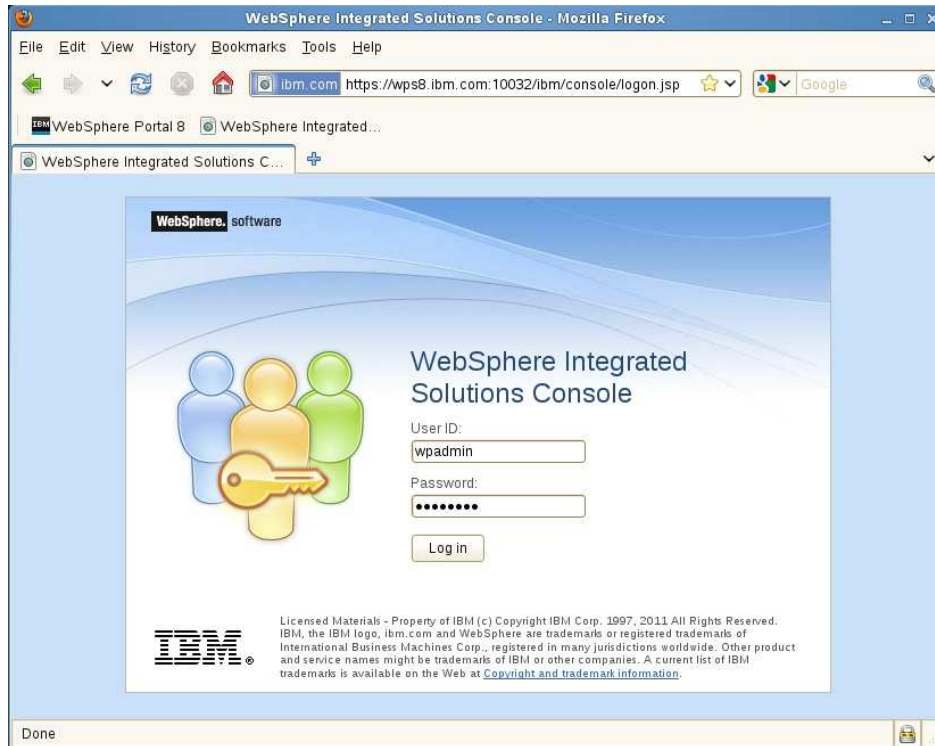 WebSphere Integrated Solutions Console - Mozilla Firefox
File Edit View History Bookmarks Tools Help
ibm.com https://wps8.ibm.com:10032/ibm/console/logon.jsp Google
IBM WebSphere Portal 8 WebSphere Integrated...
WebSphere Integrated Solutions C...
WebSphere. software
WebSphere Integrated
Solutions Console
User ID:
wpadmin
Password:
••••••••
Log in
IBM®
Licensed Materials - Property of IBM (c) Copyright IBM Corp. 1997, 2011 All Rights Reserved.
IBM, the IBM logo, ibm.com and WebSphere are trademarks or registered trademarks of
International Business Machines Corp., registered in many jurisdictions worldwide. Other product
and service names might be trademarks of IBM or other companies. A current list of IBM
trademarks is available on the Web at Copyright and trademark information.
Done